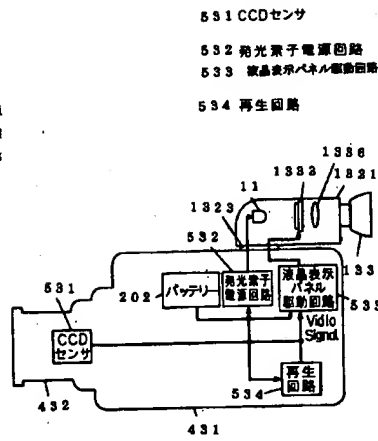 531 CCDセンサ
532 発光素子電源回路
533 液晶表示パネル駆動回路
534 再生回路
1332 1336
11 1321
1323
532
133
531
202 バッテリー
発光素子
電源回路
液晶表示
パネル
駆動回路
533
CCD
センサ
Vidio
Signal
再生
回路
534
432
431